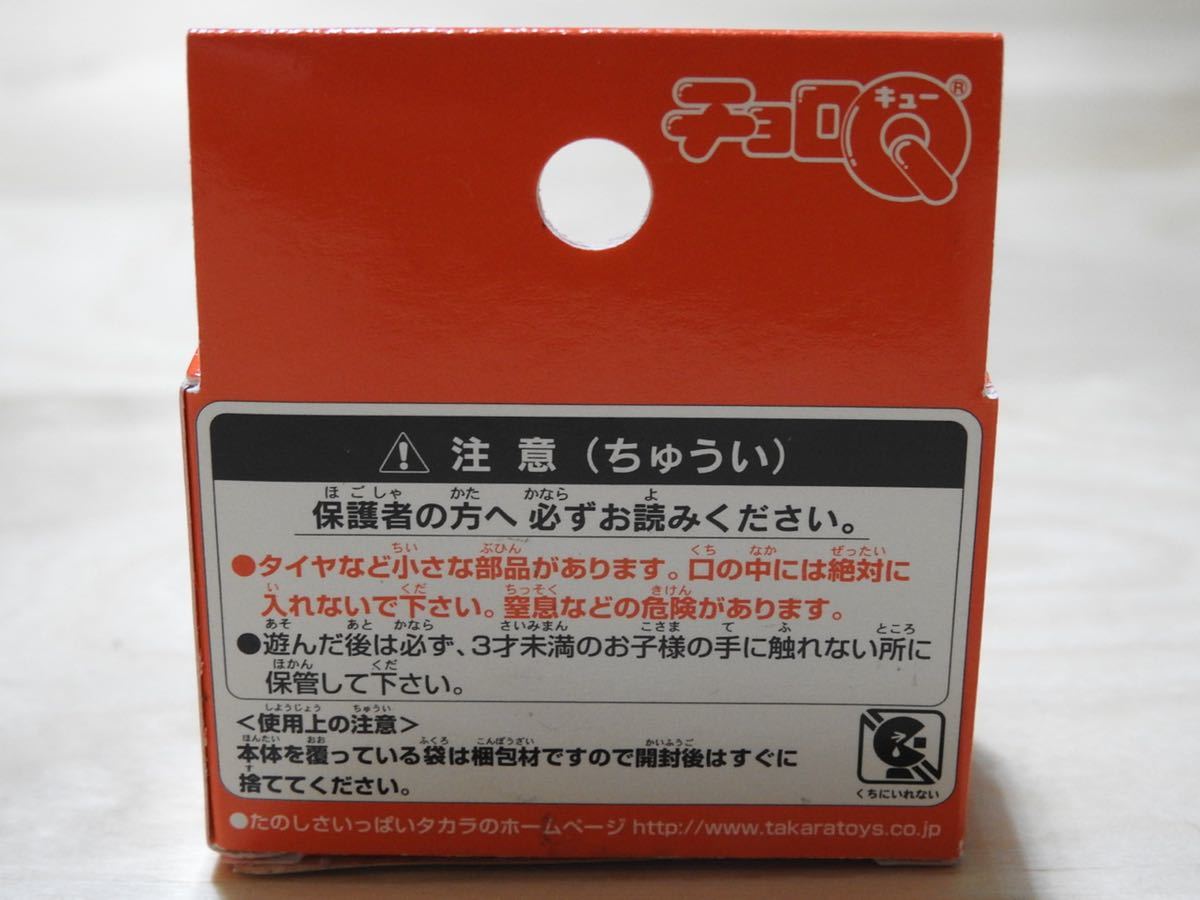 チョロQ キュー ®
注意(ちゅうい)
ほごしゃ かた かなら よ
保護者の方へ 必ずお読みください。
ちい ぶひん くち なか ぜったい
●タイヤなど小さな部品があります。口の中には絶対に
い くだ ちっそく きけん
入れないで下さい。窒息などの危険があります。
あそ あと かなら さいみまん こさま て ふ ところ
●遊んだ後は必ず、3才未満のお子様の手に触れない所に
ほかん くだ
保管して下さい。
しようじょう ちゅうい
<使用上の注意>
ほんたい おお ふくろ こんぽうざい かいふうご
本体を覆っている袋は梱包材ですので開封後はすぐに
す
捨ててください。
くちにいれない
●たのしさいっぱいタカラのホームページ http://www.takaratoys.co.jp